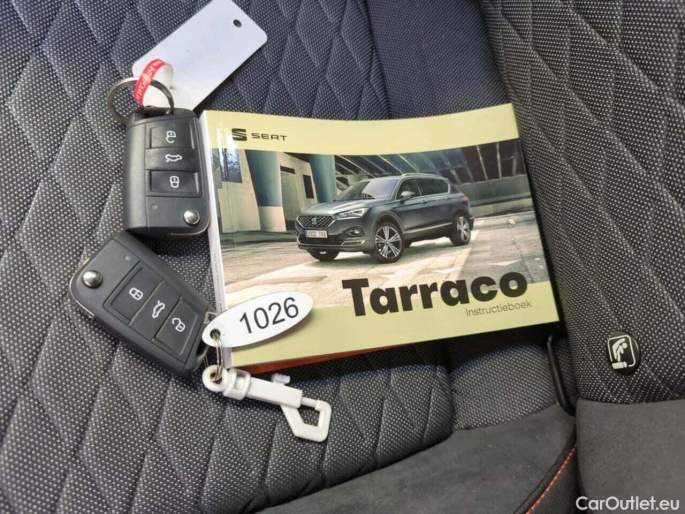 SEAT
Tarraco
Instructieboek
1026
CarOutlet.eu